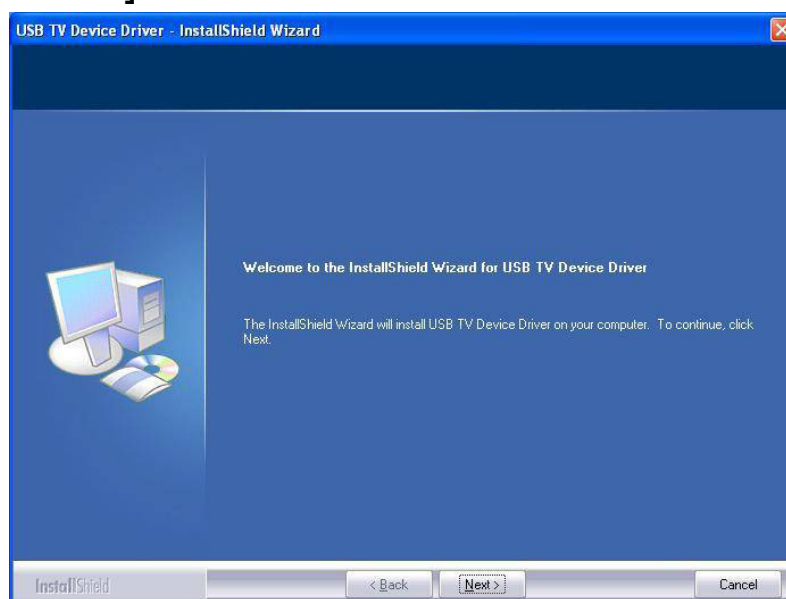 USB TV Device Driver - InstallShield Wizard
Welcome to the InstallShield Wizard for USB TV Device Driver
The InstallShield Wizard will install USB TV Device Driver on your computer. To continue, click
Next.
InstallShield
< Back
Next >
Cancel